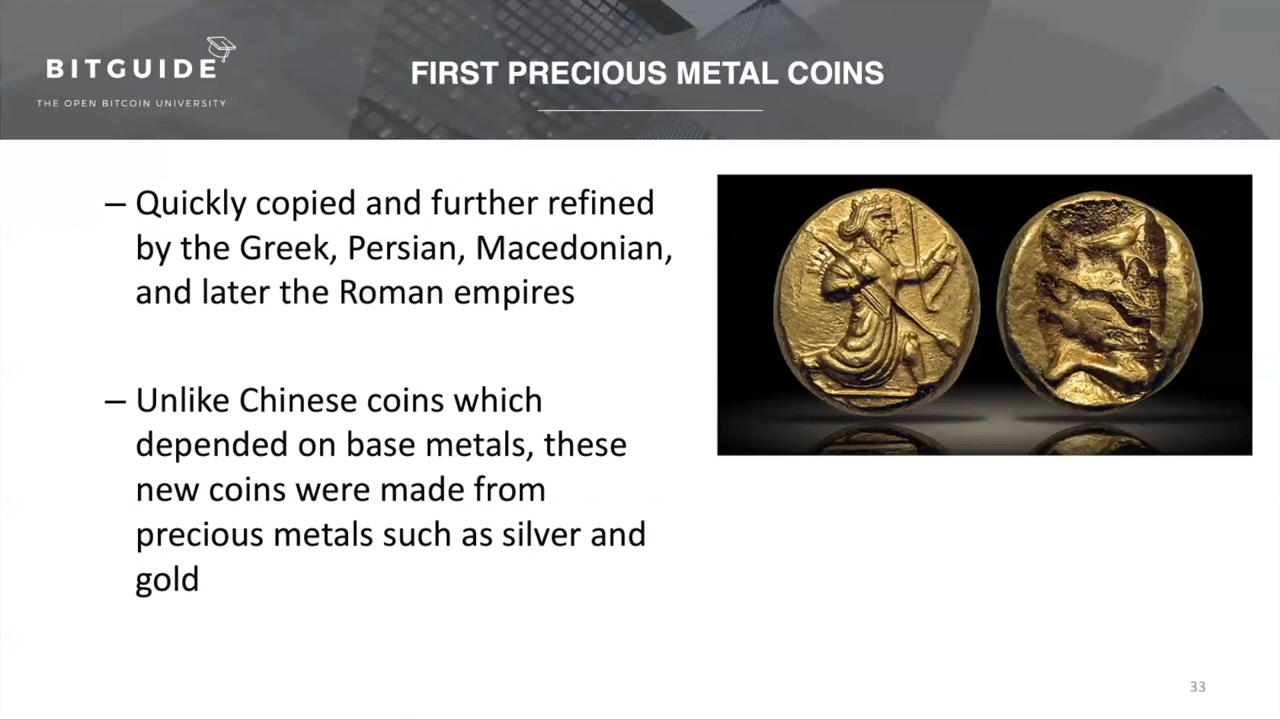 BITGUIDE
THE OPEN BITCOIN UNIVERSITY
FIRST PRECIOUS METAL COINS
– Quickly copied and further refined
by the Greek, Persian, Macedonian,
and later the Roman empires
– Unlike Chinese coins which
depended on base metals, these
new coins were made from
precious metals such as silver and
gold
33